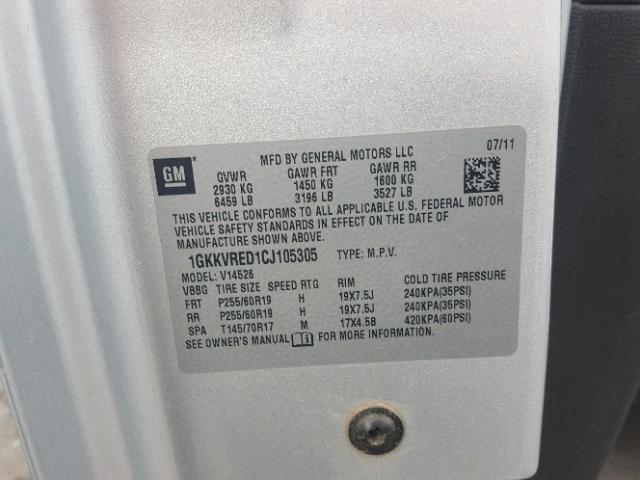 GM
MFD BY GENERAL MOTORS LLC 07/11
GVWR GAWR FRT GAWR RR
2930 KG 1450 KG 1600 KG
6459 LB 3196 LB 3527 LB
THIS VEHICLE CONFORMS TO ALL APPLICABLE U.S. FEDERAL MOTOR
VEHICLE SAFETY STANDARDS IN EFFECT ON THE DATE OF
MANUFACTURE SHOWN ABOVE.
1GKKVRED1CJ105305 TYPE: M.P.V.
MODEL: V14526
VBBG TIRE SIZE SPEED RTG RIM COLD TIRE PRESSURE
FRT P255/60R19 H 19X7.5J 240KPA(35PSI)
RR P255/60R19 H 19X7.5J 240KPA(35PSI)
SPA T145/70R17 M 17X4.5B 420KPA(60PSI)
SEE OWNER'S MANUAL FOR MORE INFORMATION.